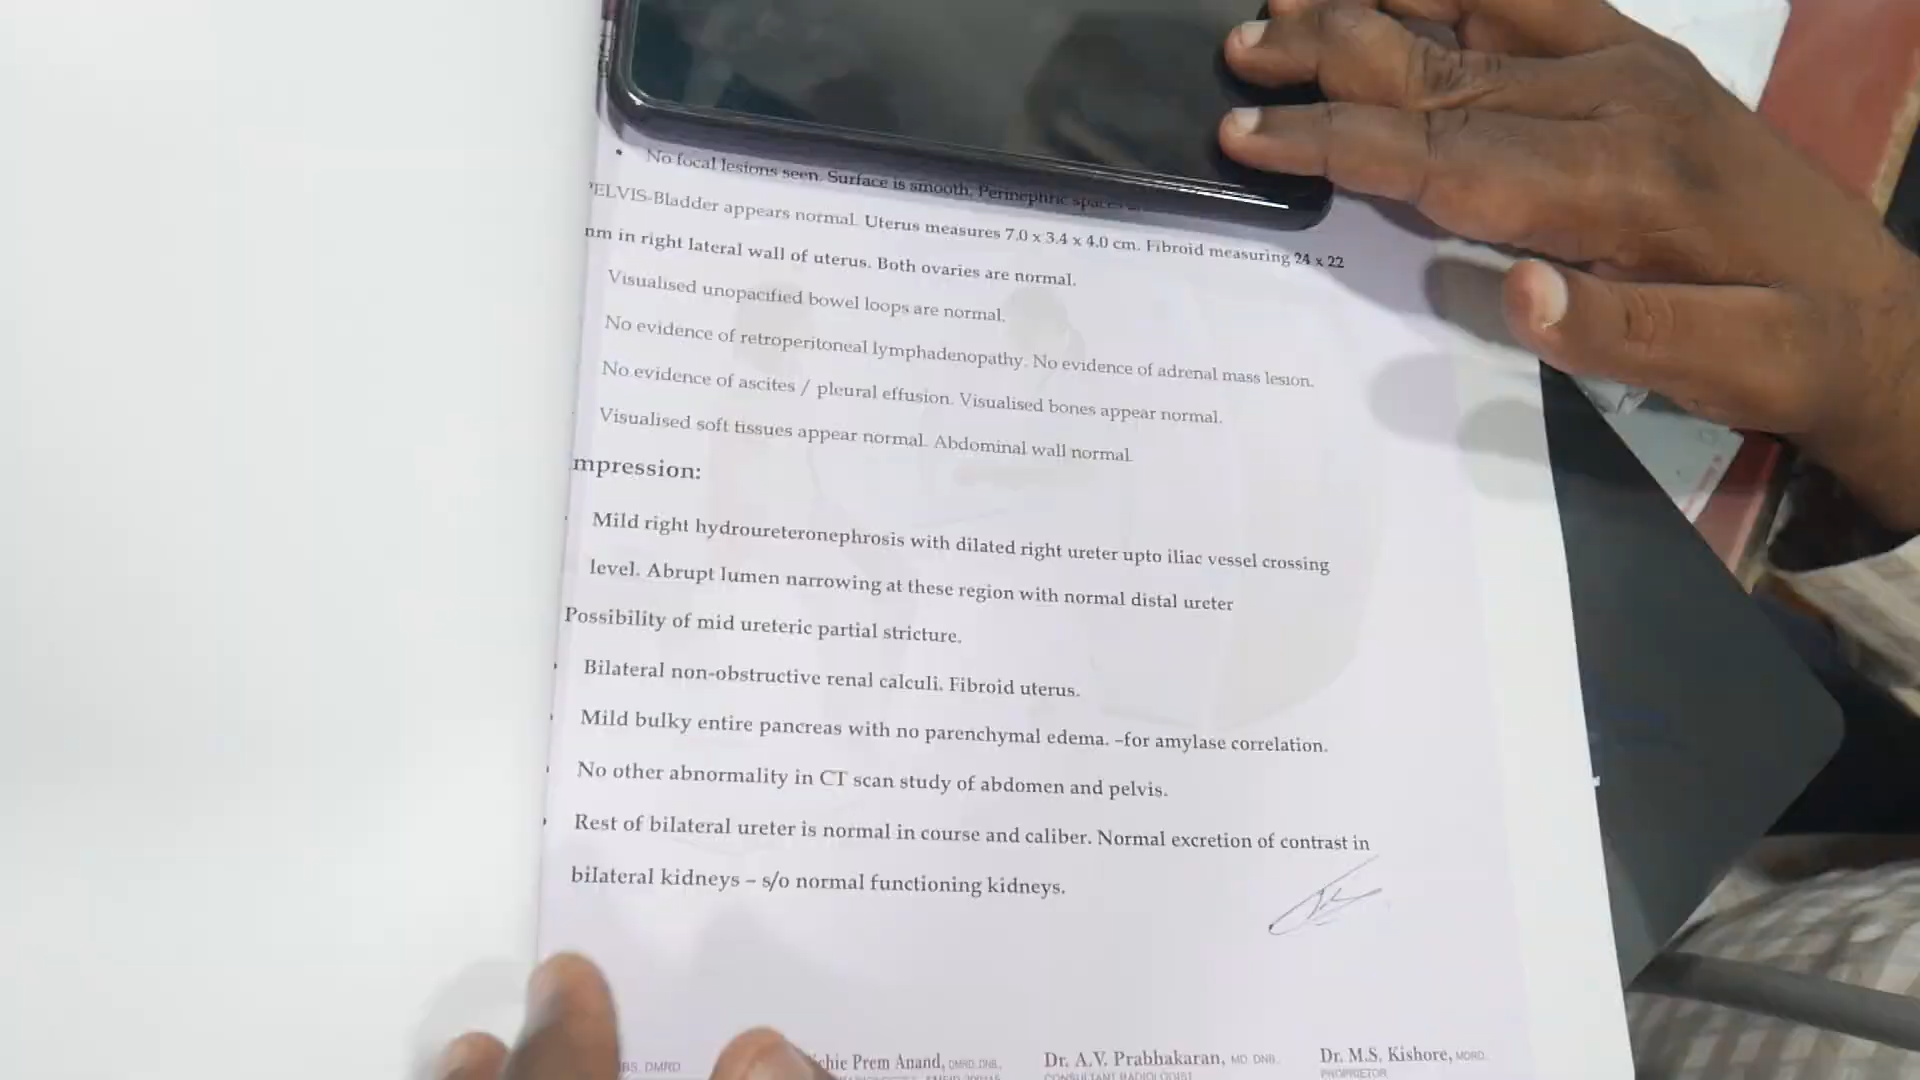 • No focal lesions seen. Surface is smooth. Perinephric spaces
ELVIS-Bladder appears normal. Uterus measures 7.0 x 3.4 x 4.0 cm. Fibroid measuring 24 x 22
mm in right lateral wall of uterus. Both ovaries are normal.
Visualised unopacified bowel loops are normal.
No evidence of retroperitoneal lymphadenopathy. No evidence of adrenal mass lesion.
No evidence of ascites / pleural effusion. Visualised bones appear normal.
Visualised soft tissues appear normal. Abdominal wall normal.
mpression:
Mild right hydroureteronephrosis with dilated right ureter upto iliac vessel crossing
level. Abrupt lumen narrowing at these region with normal distal ureter
Possibility of mid ureteric partial stricture.
Bilateral non-obstructive renal calculi. Fibroid uterus.
Mild bulky entire pancreas with no parenchymal edema. –for amylase correlation.
No other abnormality in CT scan study of abdomen and pelvis.
Rest of bilateral ureter is normal in course and caliber. Normal excretion of contrast in
bilateral kidneys – s/o normal functioning kidneys.
BS, DMRD chie Prem Anand, DMRD, DNB, Dr. A.V. Prabhakaran, MD, DNB, Dr. M.S. Kishore, MDRD,
CONSULTANT RADIOLOGIST PROPRIETOR